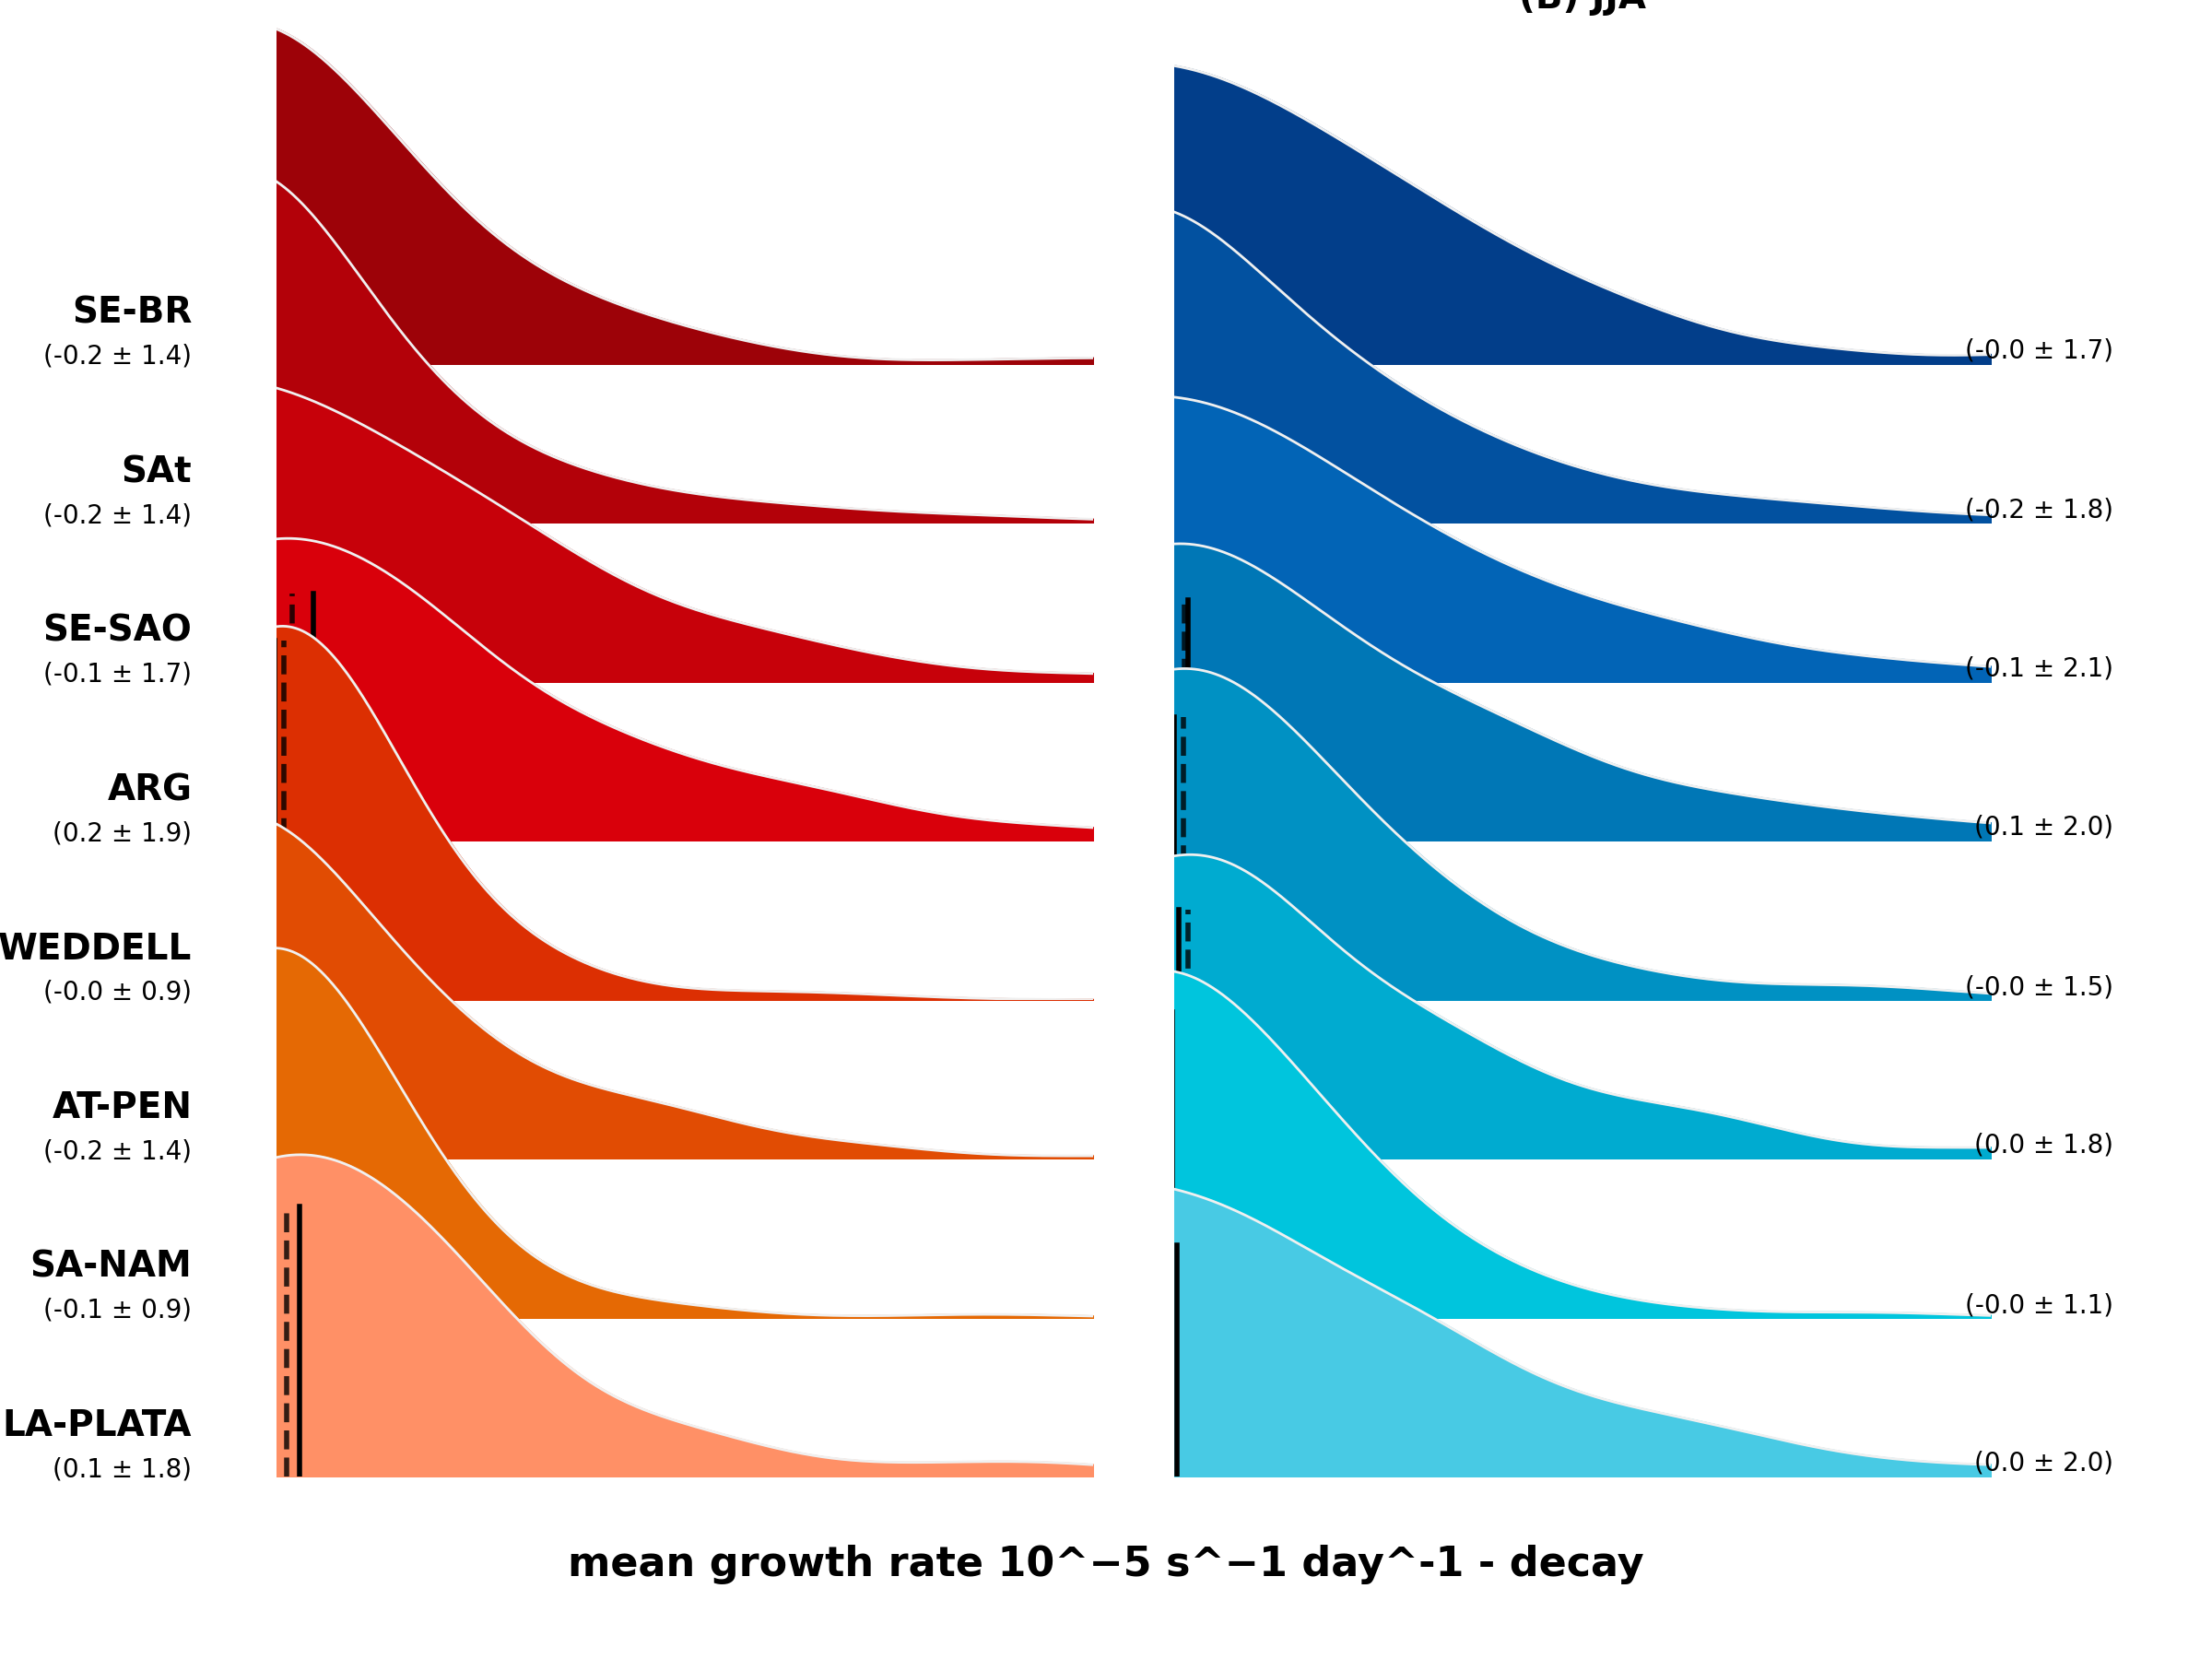 (B) JJA
SE-BR
(-0.2 ± 1.4)
(-0.0 ± 1.7)
SAt
(-0.2 ± 1.4)
(-0.2 ± 1.8)
SE-SAO
(-0.1 ± 1.7)
(-0.1 ± 2.1)
ARG
(0.2 ± 1.9)
(0.1 ± 2.0)
WEDDELL
(-0.0 ± 0.9)
(-0.0 ± 1.5)
AT-PEN
(-0.2 ± 1.4)
(0.0 ± 1.8)
SA-NAM
(-0.1 ± 0.9)
(-0.0 ± 1.1)
LA-PLATA
(0.1 ± 1.8)
(0.0 ± 2.0)
mean growth rate 10^−5 s^−1 day^-1 - decay